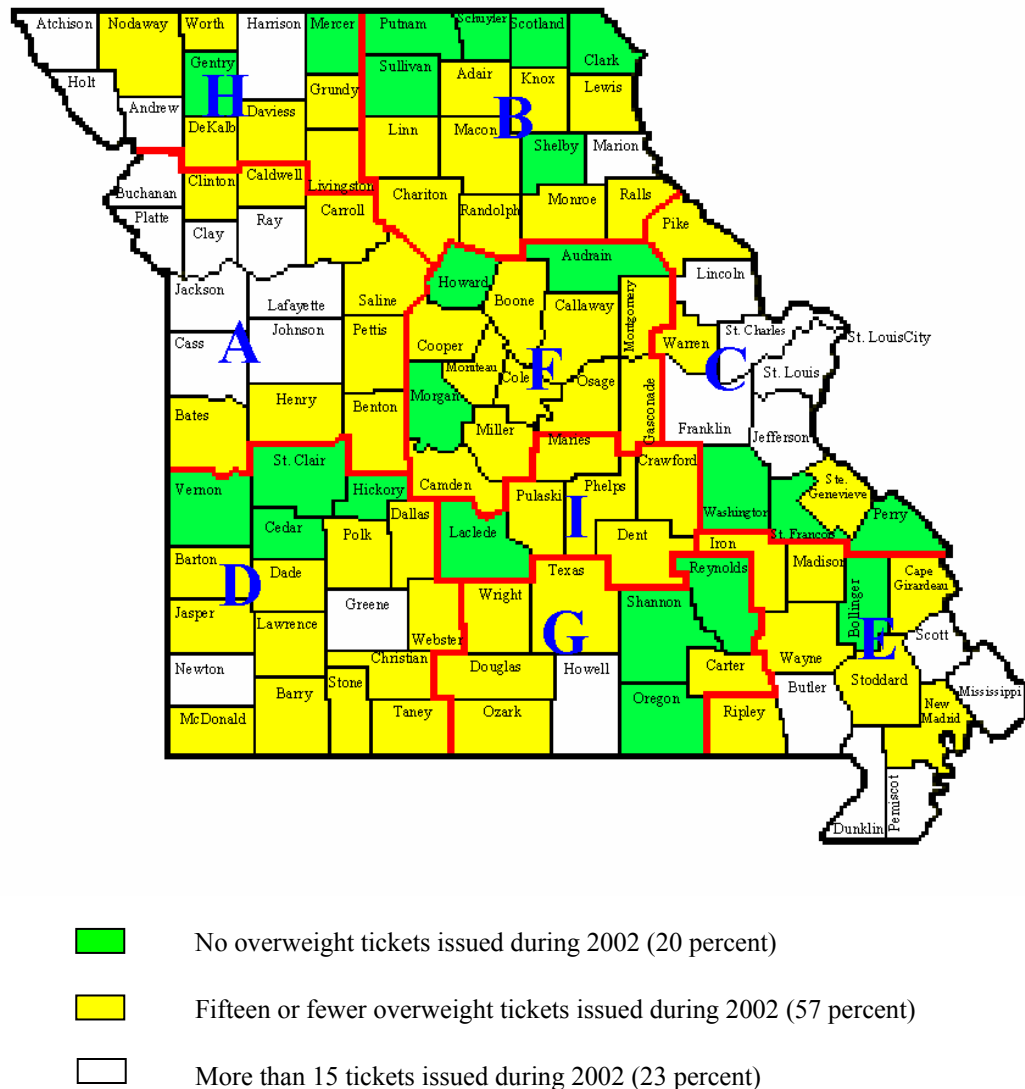 Atchison Nodaway Worth Harrison Mercer Putnam Schuyler Scotland Clark
Holt Gentry Sullivan Adair Knox Lewis
Andrew H Daviess Grundy B
DeKalb Linn Macon Shelby Marion
Buchanan Clinton Caldwell Livingston Chariton Randolph Monroe Ralls
Platte Clay Ray Carroll Pike
Audrain
Jackson Lafayette Saline Howard Boone Callaway Montgomery Lincoln
Cass A Johnson Pettis Cooper Moniteau Cole F Osage Gasconade Warren C St. Charles St. LouisCity
St. Louis
Bates Henry Benton Morgan Miller Maries Franklin Jefferson
Vernon St. Clair Hickory Camden Pulaski Phelps Crawford Washington St. Francois Ste.
Genevieve
Perry
Cedar Polk Dallas Laclede I Dent Iron Madison Cape
Girardeau
Barton D Dade Texas Reynolds Bollinger
Jasper Lawrence Greene Webster Wright G Shannon Wayne E Scott
Newton Christian Douglas Howell Carter Butler Stoddard Mississippi
McDonald Barry Stone Taney Ozark Oregon Ripley New
Madrid
Dunklin Pemiscot
No overweight tickets issued during 2002 (20 percent)
Fifteen or fewer overweight tickets issued during 2002 (57 percent)
More than 15 tickets issued during 2002 (23 percent)